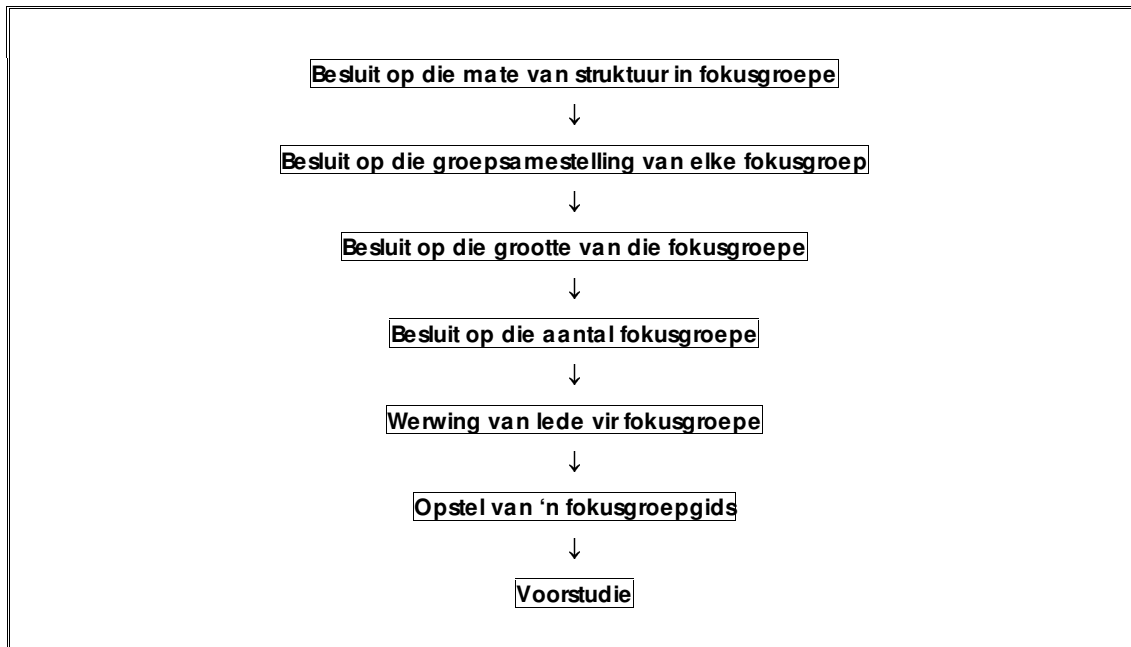 Besluit op die mate van struktuur in fokusgroepe
↓
Besluit op die groepsamestelling van elke fokusgroep
↓
Besluit op die grootte van die fokusgroepe
↓
Besluit op die aantal fokusgroepe
↓
Werwing van lede vir fokusgroepe
↓
Opstel van ‘n fokusgroepgids
↓
Voorstudie